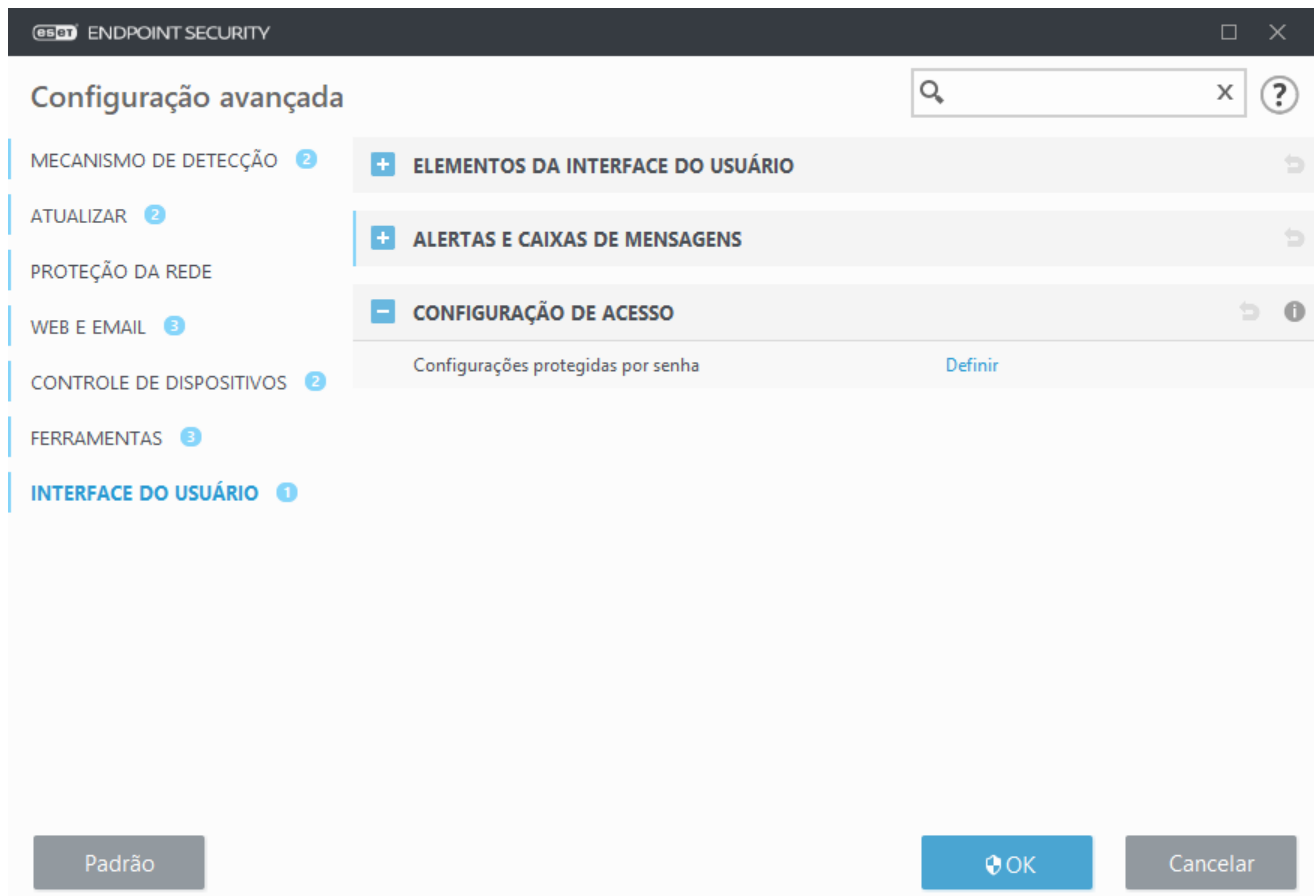 eset ENDPOINT SECURITY
Configuração avançada
x
?
MECANISMO DE DETECÇÃO 2
ATUALIZAR 2
PROTEÇÃO DA REDE
WEB E EMAIL 3
CONTROLE DE DISPOSITIVOS 2
FERRAMENTAS 3
INTERFACE DO USUÁRIO 1
+ ELEMENTOS DA INTERFACE DO USUÁRIO
+ ALERTAS E CAIXAS DE MENSAGENS
− CONFIGURAÇÃO DE ACESSO i
Configurações protegidas por senha Definir
Padrão
OK
Cancelar